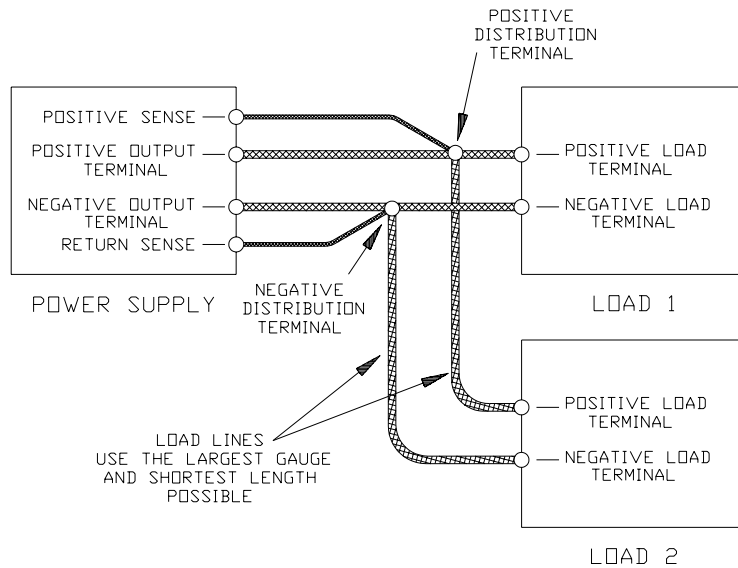 POSITIVE
DISTRIBUTION
TERMINAL
POSITIVE SENSE
POSITIVE OUTPUT
TERMINAL
NEGATIVE OUTPUT
TERMINAL
RETURN SENSE
POWER SUPPLY
POSITIVE LOAD
TERMINAL
NEGATIVE LOAD
TERMINAL
LOAD 1
NEGATIVE
DISTRIBUTION
TERMINAL
LOAD LINES
USE THE LARGEST GAUGE
AND SHORTEST LENGTH
POSSIBLE
POSITIVE LOAD
TERMINAL
NEGATIVE LOAD
TERMINAL
LOAD 2